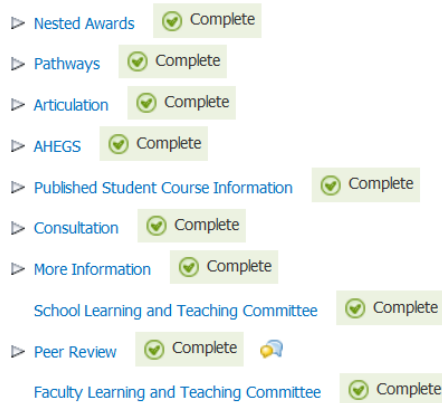 Nested Awards Complete
Pathways Complete
Articulation Complete
AHEGS Complete
Published Student Course Information Complete
Consultation Complete
More Information Complete
School Learning and Teaching Committee Complete
Peer Review Complete
Faculty Learning and Teaching Committee Complete